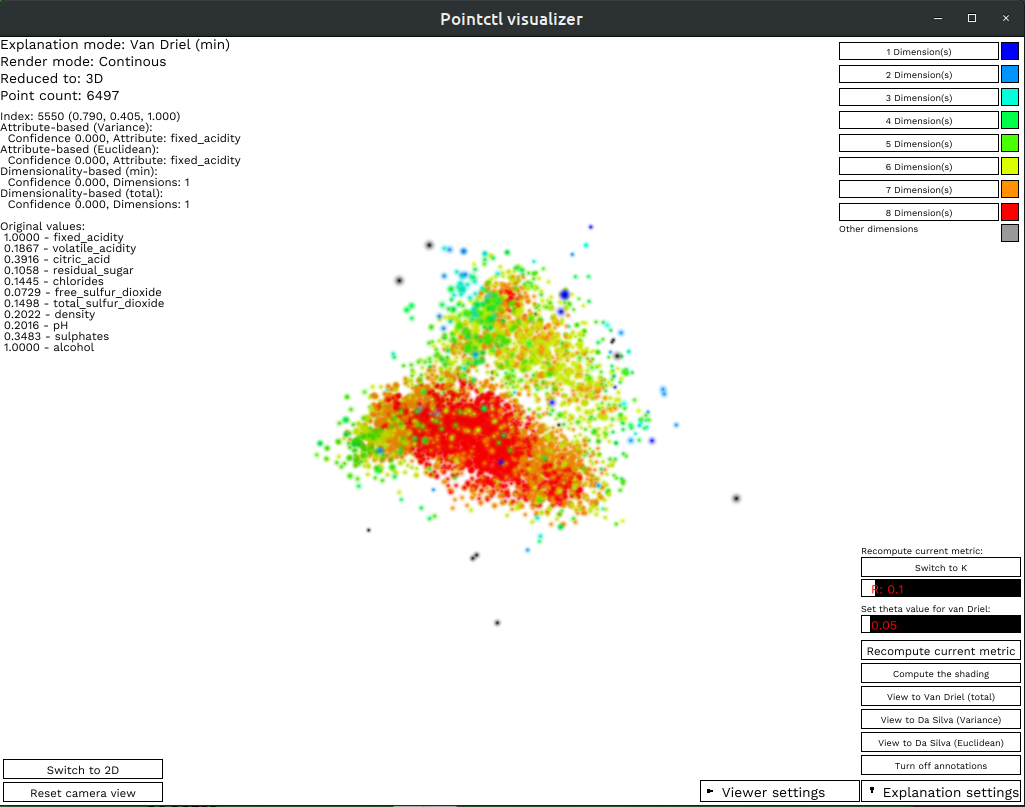 Pointctl visualizer
Explanation mode: Van Driel (min)
Render mode: Continous
Reduced to: 3D
Point count: 6497
Index: 5550 (0.790, 0.405, 1.000)
Attribute-based (Variance):
Confidence 0.000, Attribute: fixed_acidity
Attribute-based (Euclidean):
Confidence 0.000, Attribute: fixed_acidity
Dimensionality-based (min):
Confidence 0.000, Dimensions: 1
Dimensionality-based (total):
Confidence 0.000, Dimensions: 1
Original values:
1.0000 - fixed_acidity
0.1867 - volatile_acidity
0.3916 - citric_acid
0.1058 - residual_sugar
0.1445 - chlorides
0.0729 - free_sulfur_dioxide
0.1498 - total_sulfur_dioxide
0.2022 - density
0.2016 - pH
0.3483 - sulphates
1.0000 - alcohol
1 Dimension(s)
2 Dimension(s)
3 Dimension(s)
4 Dimension(s)
5 Dimension(s)
6 Dimension(s)
7 Dimension(s)
8 Dimension(s)
Other dimensions
Recompute current metric:
Switch to K
R: 0.1
Set theta value for van Driel:
0.05
Recompute current metric
Compute the shading
View to Van Driel (total)
View to Da Silva (Variance)
View to Da Silva (Euclidean)
Turn off annotations
Switch to 2D
Reset camera view
Viewer settings
Explanation settings